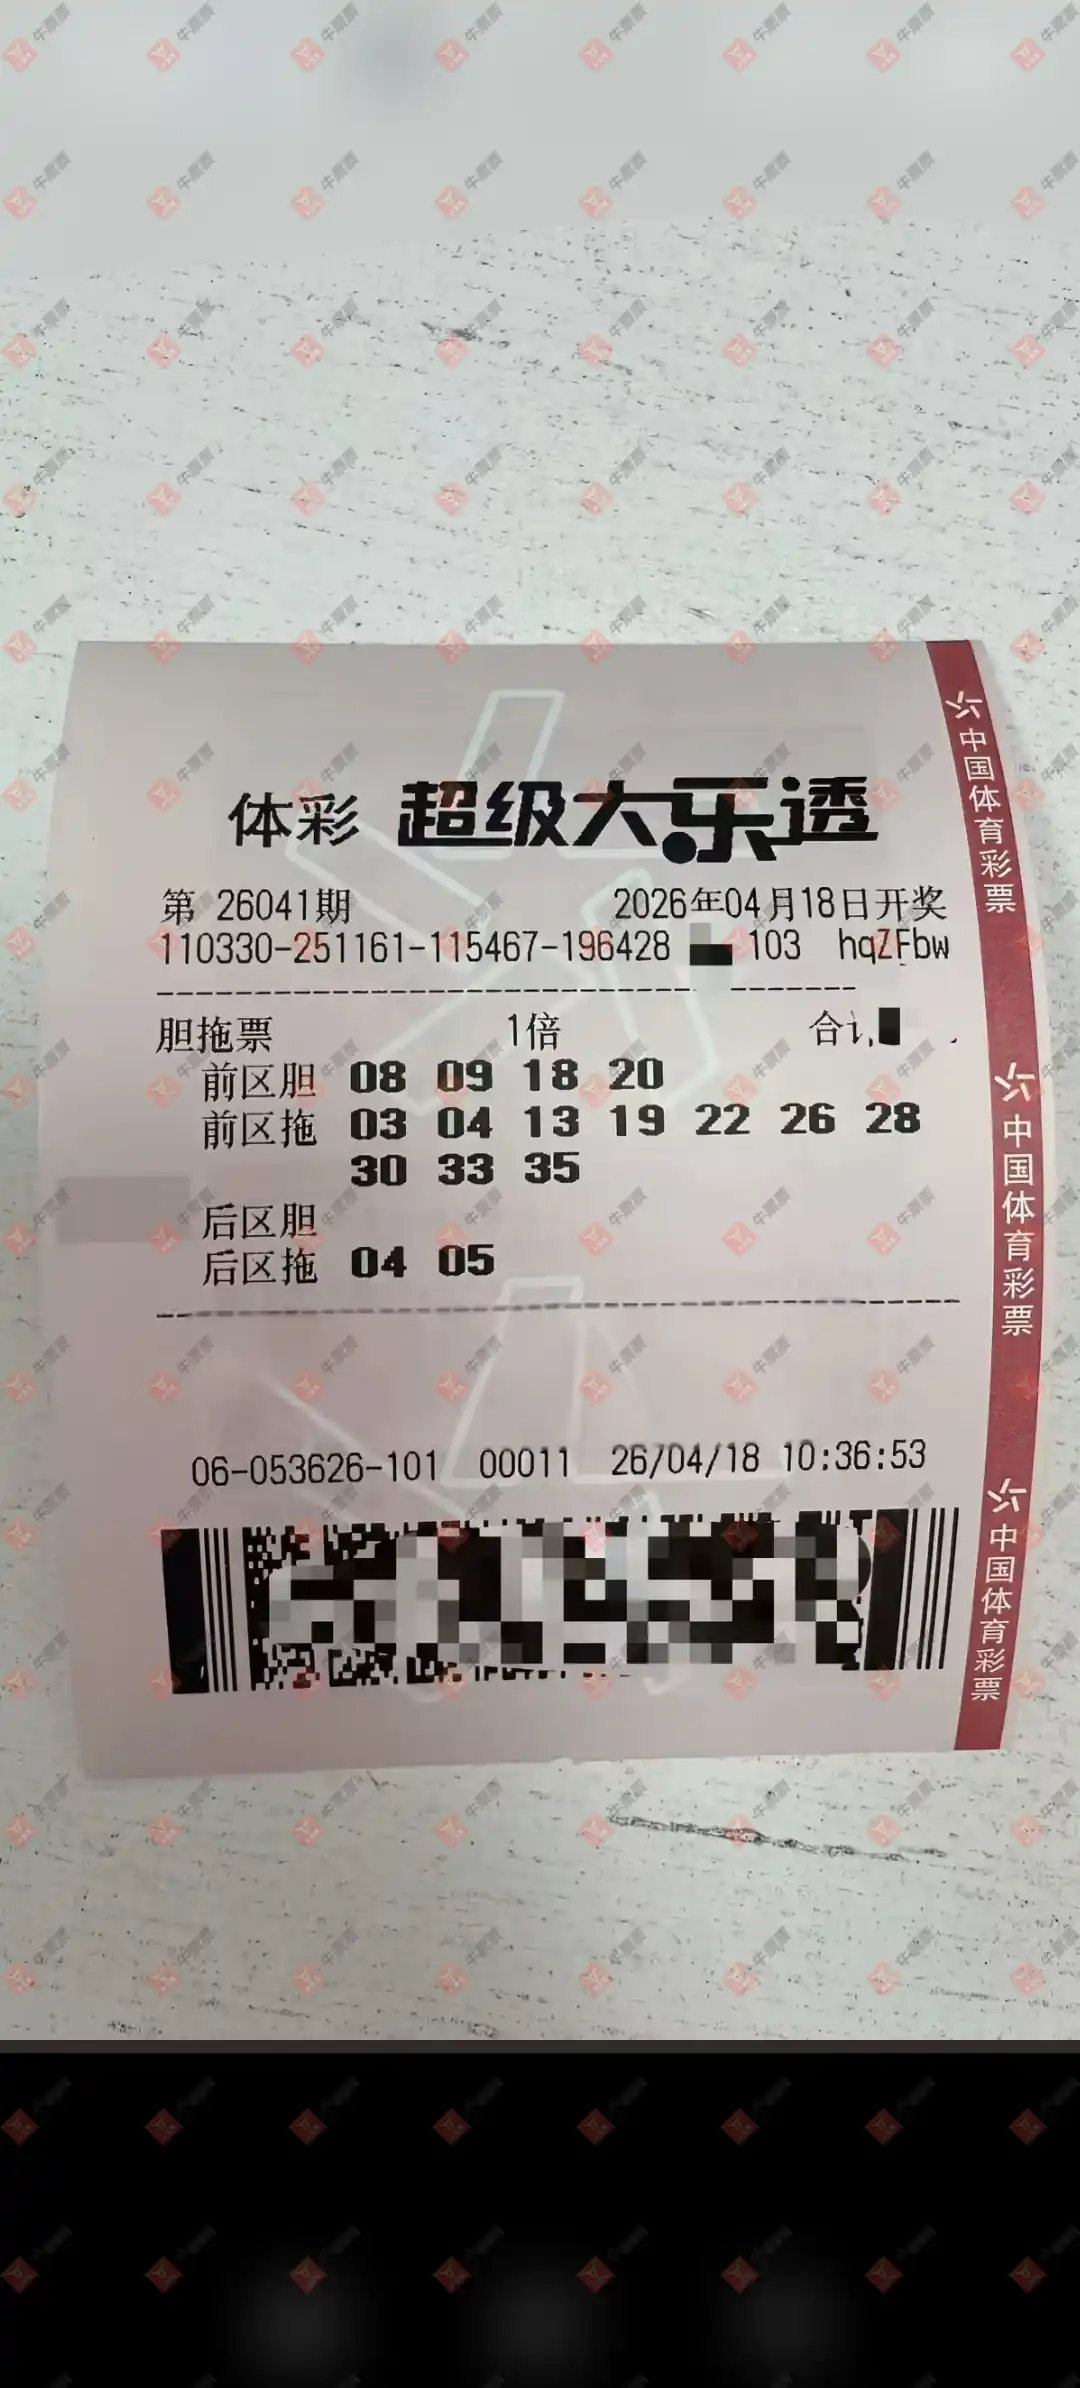 体彩 超级大乐透
第 26041期 2026年04月18日开奖
110330-251161-115467-196428 103 hqZFbw
胆拖票 1倍 合计
前区胆 08 09 18 20
前区拖 03 04 13 19 22 26 28
30 33 35
后区胆
后区拖 04 05
06-053626-101 00011 26/04/18 10:36:53
中国体育彩票
中国体育彩票
中国体育彩票